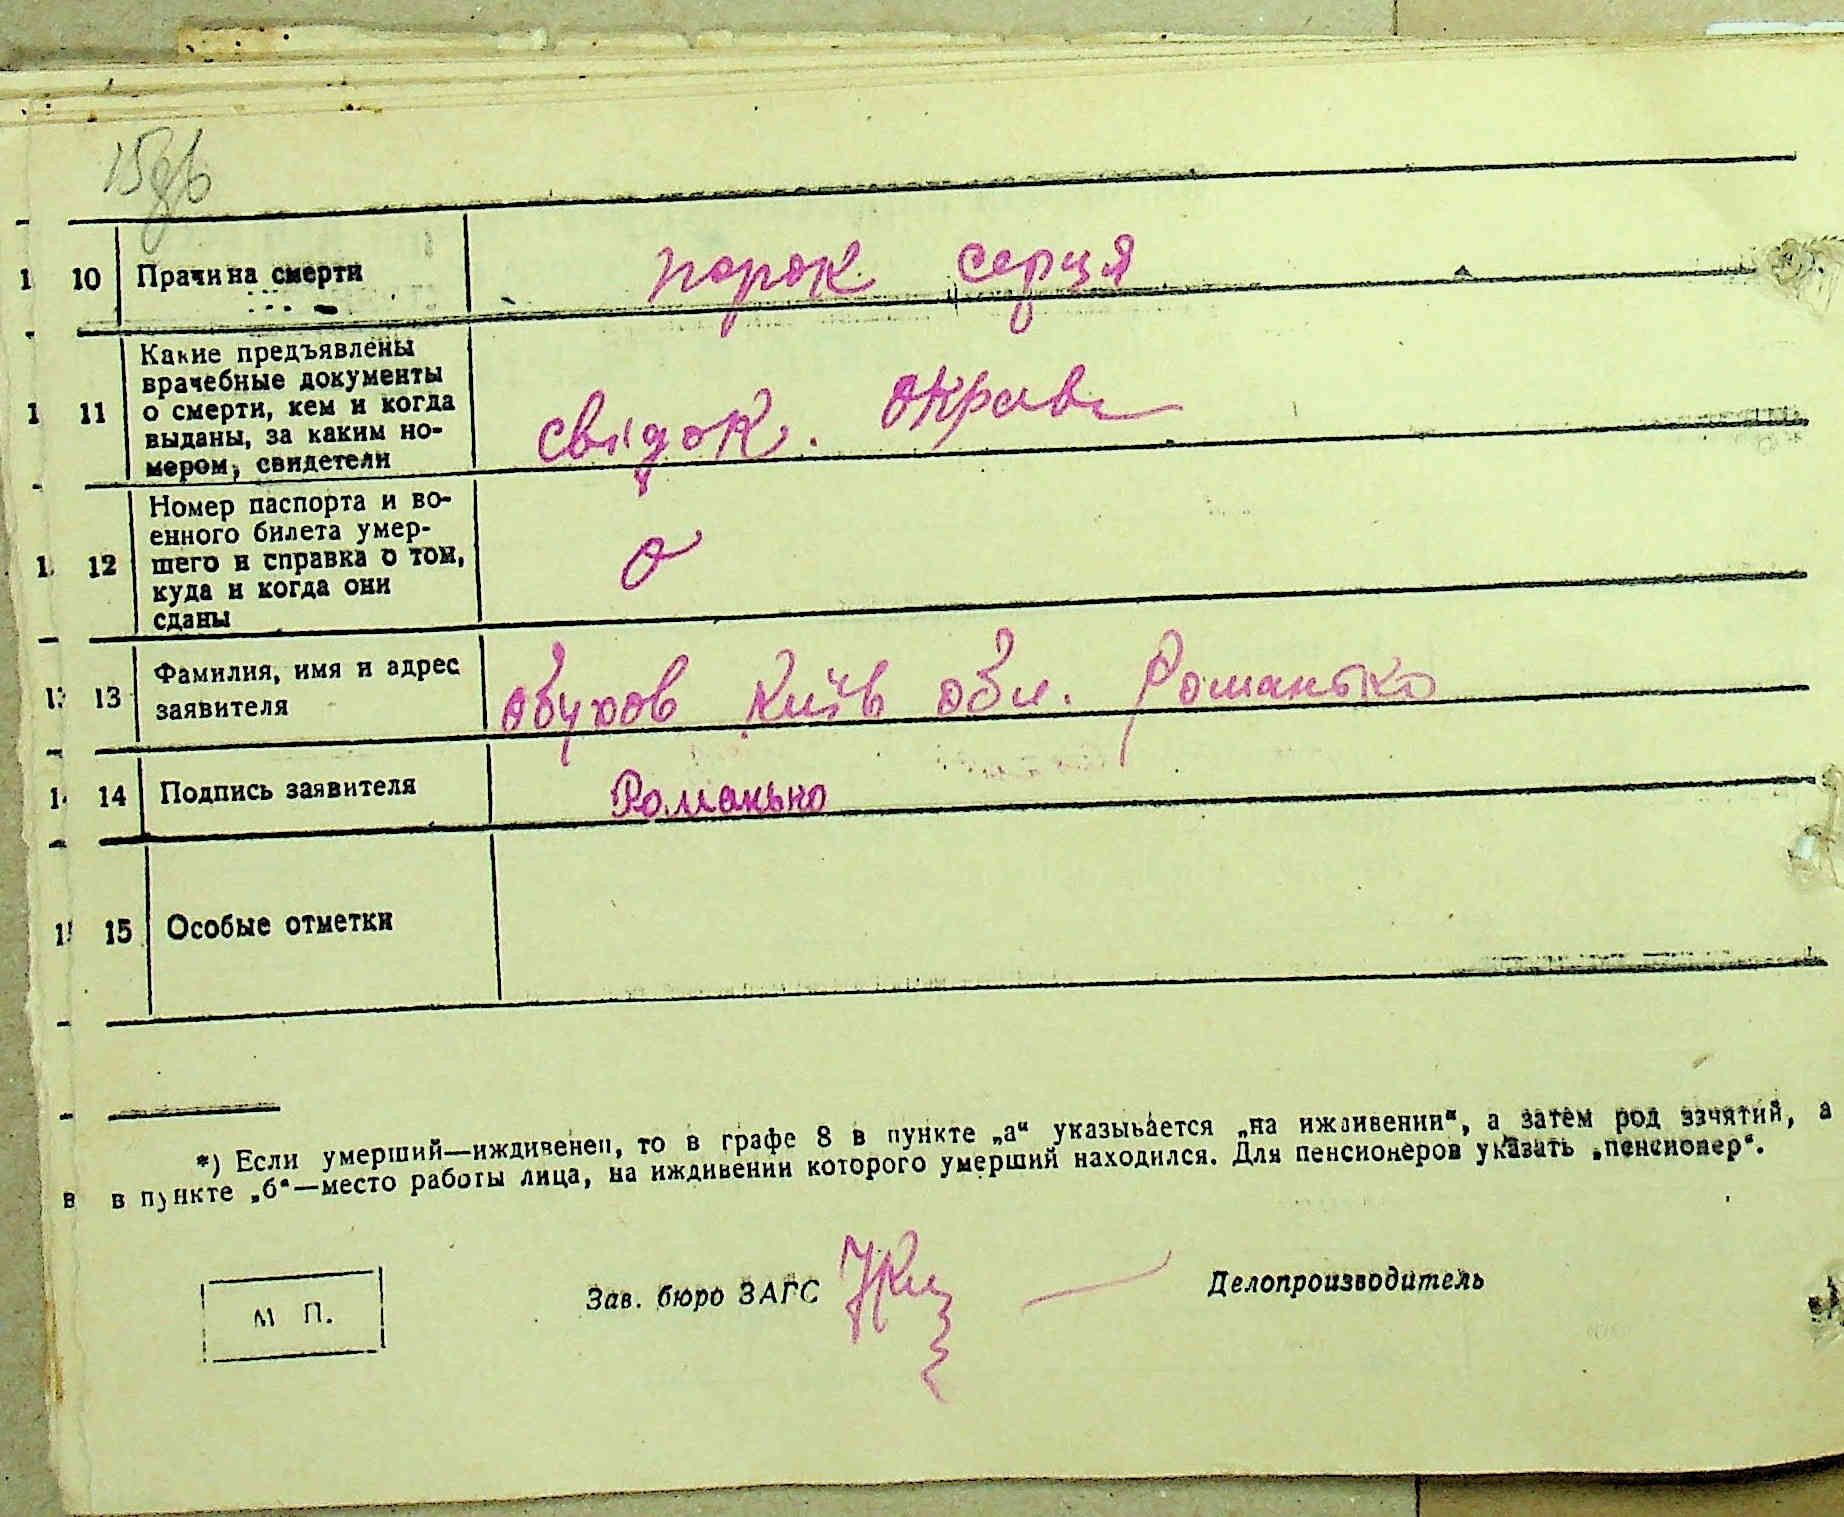 15зв
10 Прачина смерти порок серця
11 Какие предъявлены
врачебные документы
о смерти, кем и когда
выданы, за каким но-
мером, свидетели
свідок.
12 Номер паспорта и во-
енного билета умер-
шего и справка о том,
куда и когда они
сданы
13 Фамилия, имя и адрес
заявителя
Обухов Київ обл. Романько
14 Подпись заявителя Романько
15 Особые отметки
*) Если умерший—иждивенец, то в графе 8 в пункте „а“ указывается „на иждивении“, а затем род занятий, а
в пункте „б“—место работы лица, на иждивении которого умерший находился. Для пенсионеров указать „пенсионер“.
М П.
Зав. бюро ЗАГС
Делопроизводитель